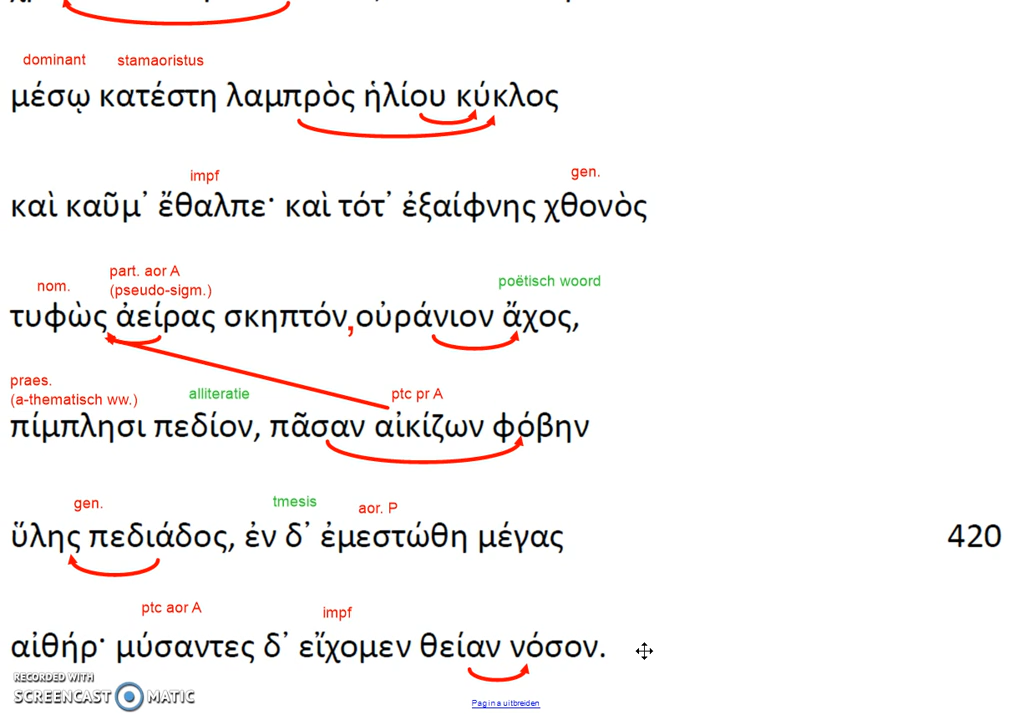 dominant stamaoristus
μέσῳ κατέστη λαμπρὸς ἡλίου κύκλος
impf gen.
καὶ καῦμ᾽ ἔθαλπε· καὶ τότ᾽ ἐξαίφνης χθονὸς
nom. part. aor A (pseudo-sigm.) poëtisch woord
τυφὼς ἀείρας σκηπτόν,οὐράνιον ἄχος,
praes. (a-thematisch ww.) alliteratie ptc pr A
πίμπλησι πεδίον, πᾶσαν αἰκίζων φόβην
gen. tmesis aor. P
ὕλης πεδιάδος, ἐν δ᾽ ἐμεστώθη μέγας 420
ptc aor A impf
αἰθήρ· μύσαντες δ᾽ εἴχομεν θείαν νόσον.
RECORDED WITH
SCREENCAST MATIC
Pagina uitbreiden